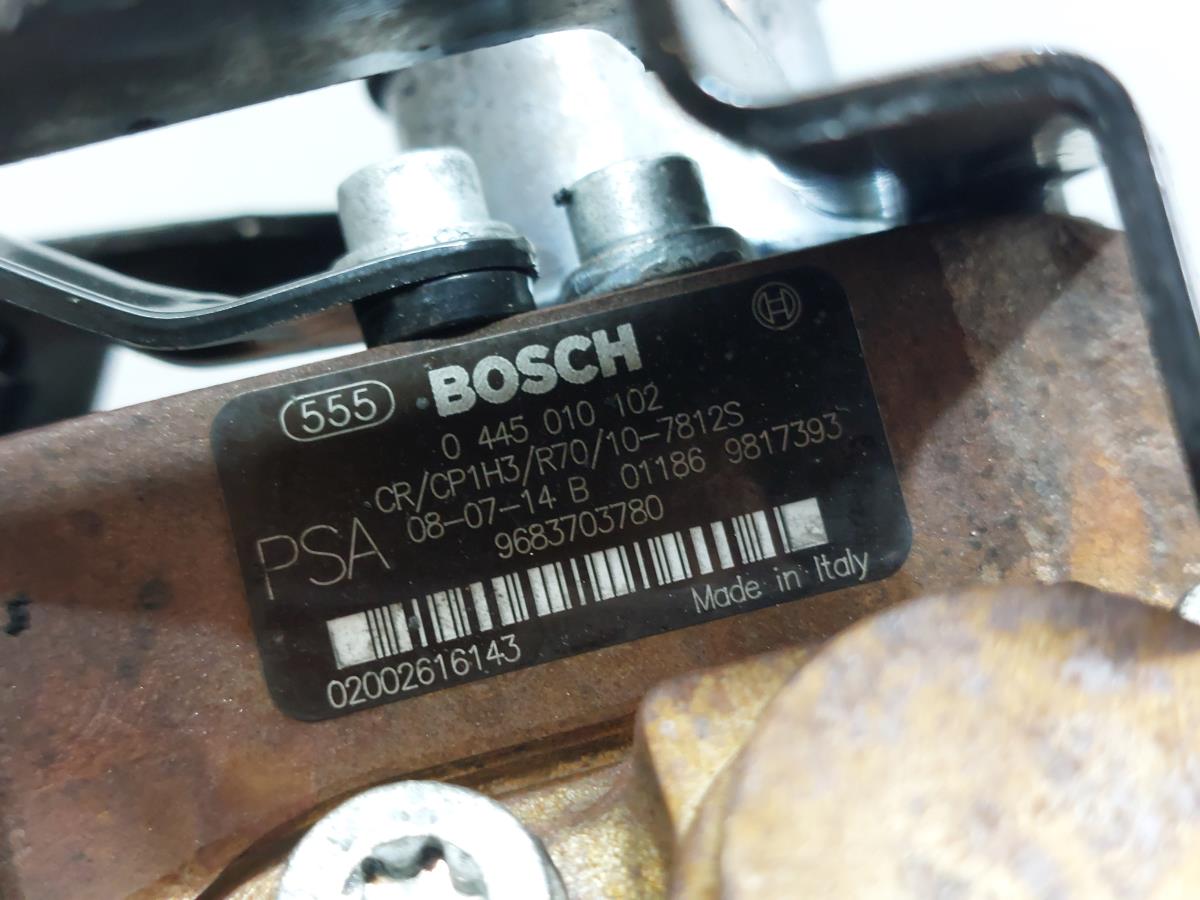 555 BOSCH
0 445 010 102
CR/CP1H3/R70/10-7812S
PSA 08-07-14 B 01186 9817393
9683703780
Made in Italy
02002616143